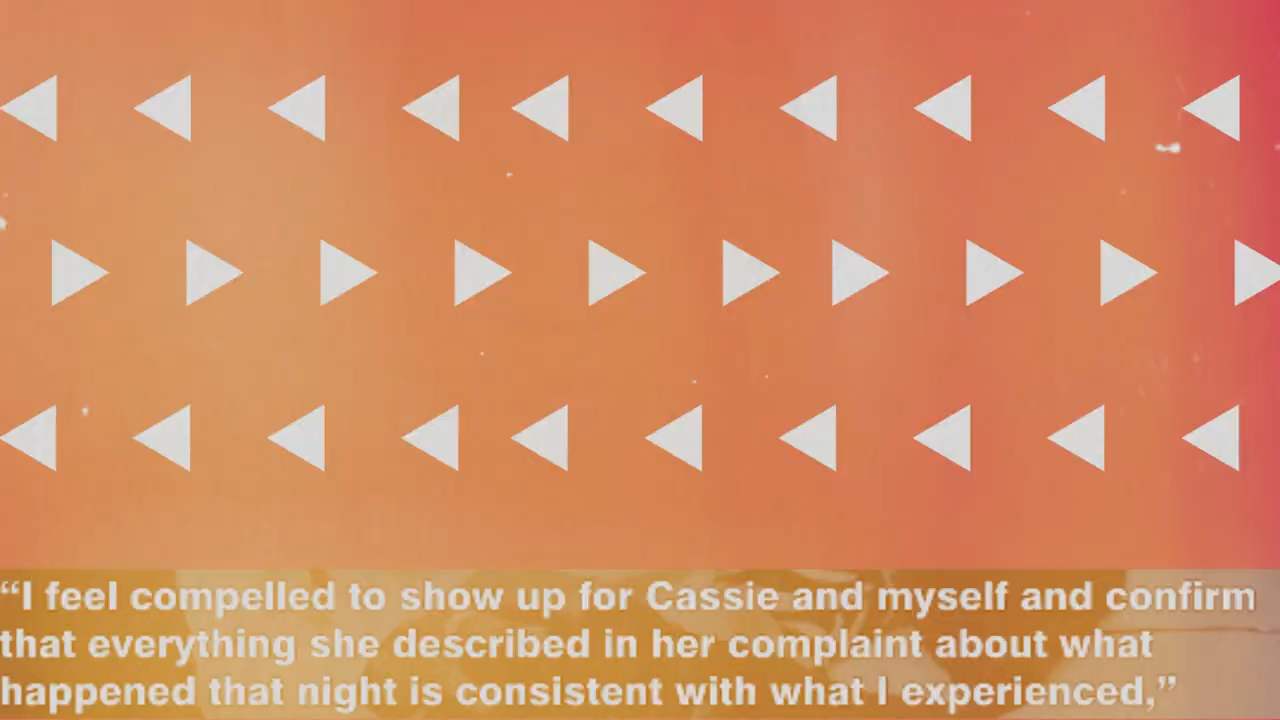 “I feel compelled to show up for Cassie and myself and confirm
that everything she described in her complaint about what
happened that night is consistent with what I experienced,”